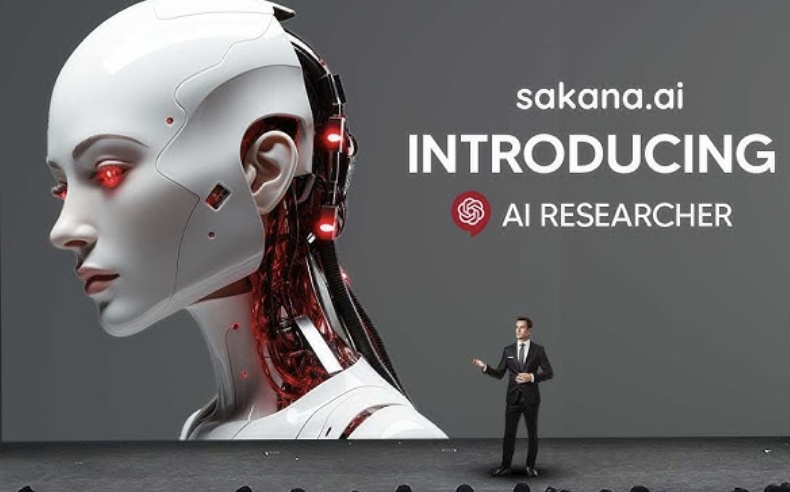 sakana.ai
INTRODUCING
AI RESEARCHER